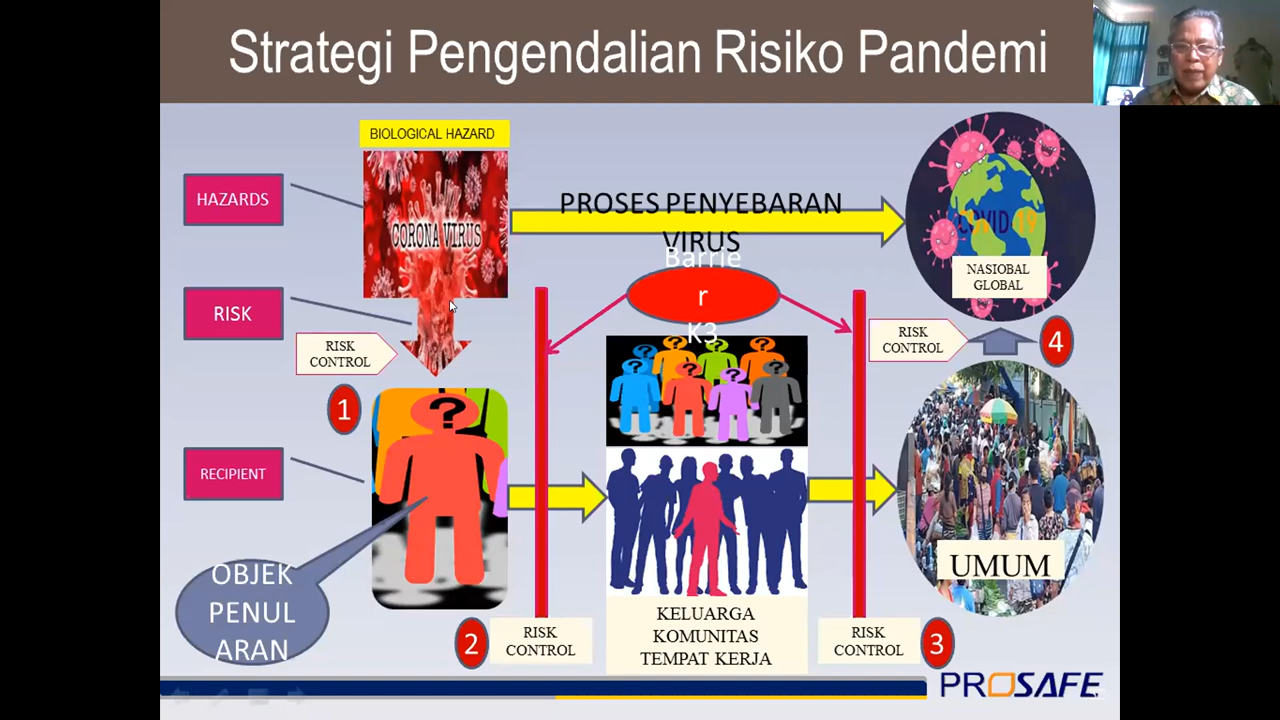 Strategi Pengendalian Risiko Pandemi
BIOLOGICAL HAZARD
HAZARDS
CORONA VIRUS
PROSES PENYEBARAN
VIRUS
COVID-19
NASIOBAL
GLOBAL
Barrie
r
K3
RISK
RISK
CONTROL
RISK
CONTROL
4
1
RECIPIENT
OBJEK
PENUL
ARAN
UMUM
2
RISK
CONTROL
KELUARGA
KOMUNITAS
TEMPAT KERJA
RISK
CONTROL
3
PROSAFE
? ? ? ? ? ? ? ? ?